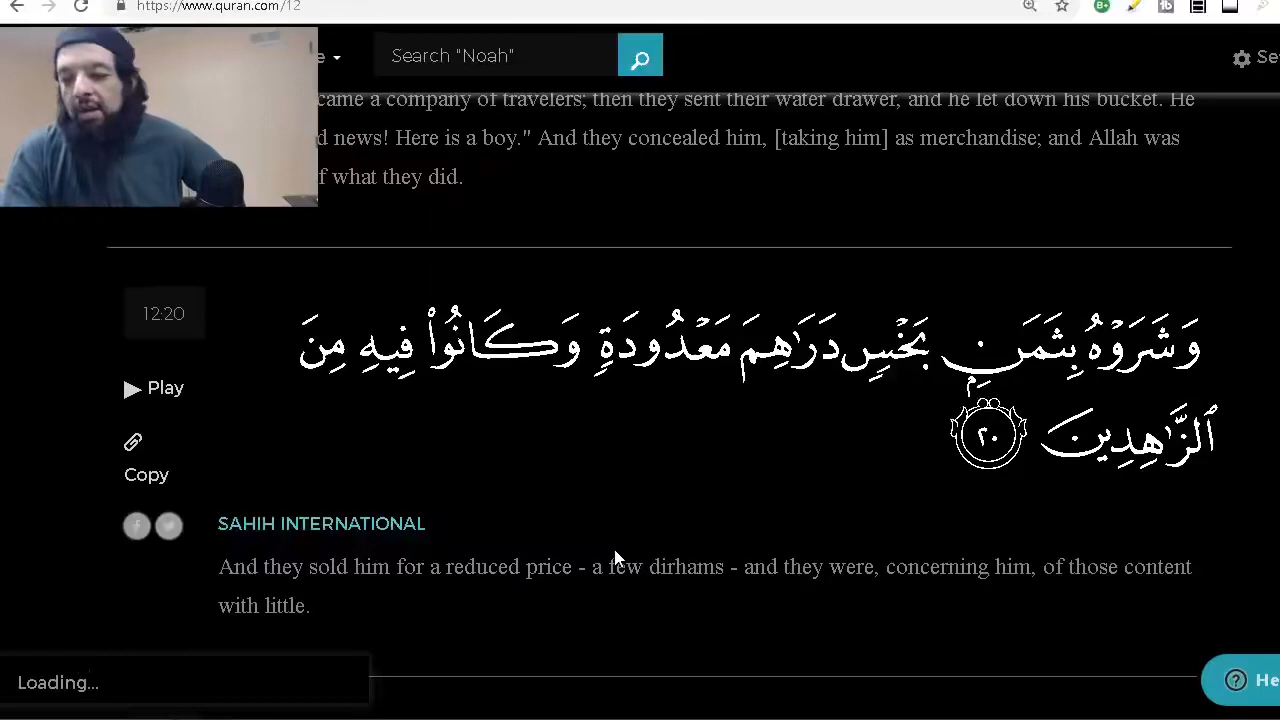 https://www.quran.com/12
Search "Noah"
came a company of travelers; then they sent their water drawer, and he let down his bucket. He
news! Here is a boy." And they concealed him, [taking him] as merchandise; and Allah was
what they did.
12:20
وَشَرَوْهُ بِثَمَنٍۭ بَخْسٍ دَرَٰهِمَ مَعْدُودَةٍ وَكَانُوا۟ فِيهِ مِنَ
ٱلزَّٰهِدِينَ ٢٠
Play
Copy
SAHIH INTERNATIONAL
And they sold him for a reduced price - a few dirhams - and they were, concerning him, of those content
with little.
Loading...